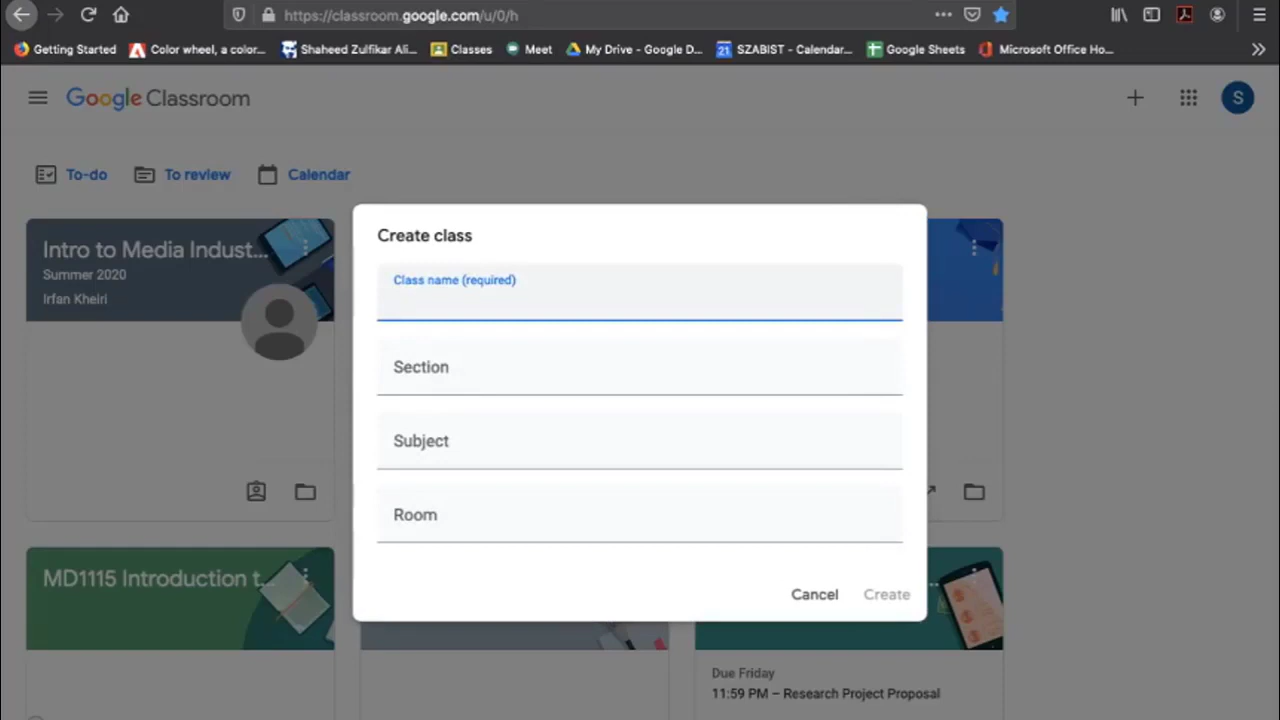 https://classroom.google.com/u/0/h
Getting Started Color wheel, a color... Shaheed Zulfikar Ali... Classes Meet My Drive - Google D... 21 SZABIST - Calendar... Google Sheets Microsoft Office Ho...
Google Classroom
S
To-do To review Calendar
Intro to Media Indust...
Summer 2020
Irfan Kheiri
Create class
Class name (required)
Section
Subject
Room
Cancel Create
MD1115 Introduction t...
Due Friday
11:59 PM – Research Project Proposal